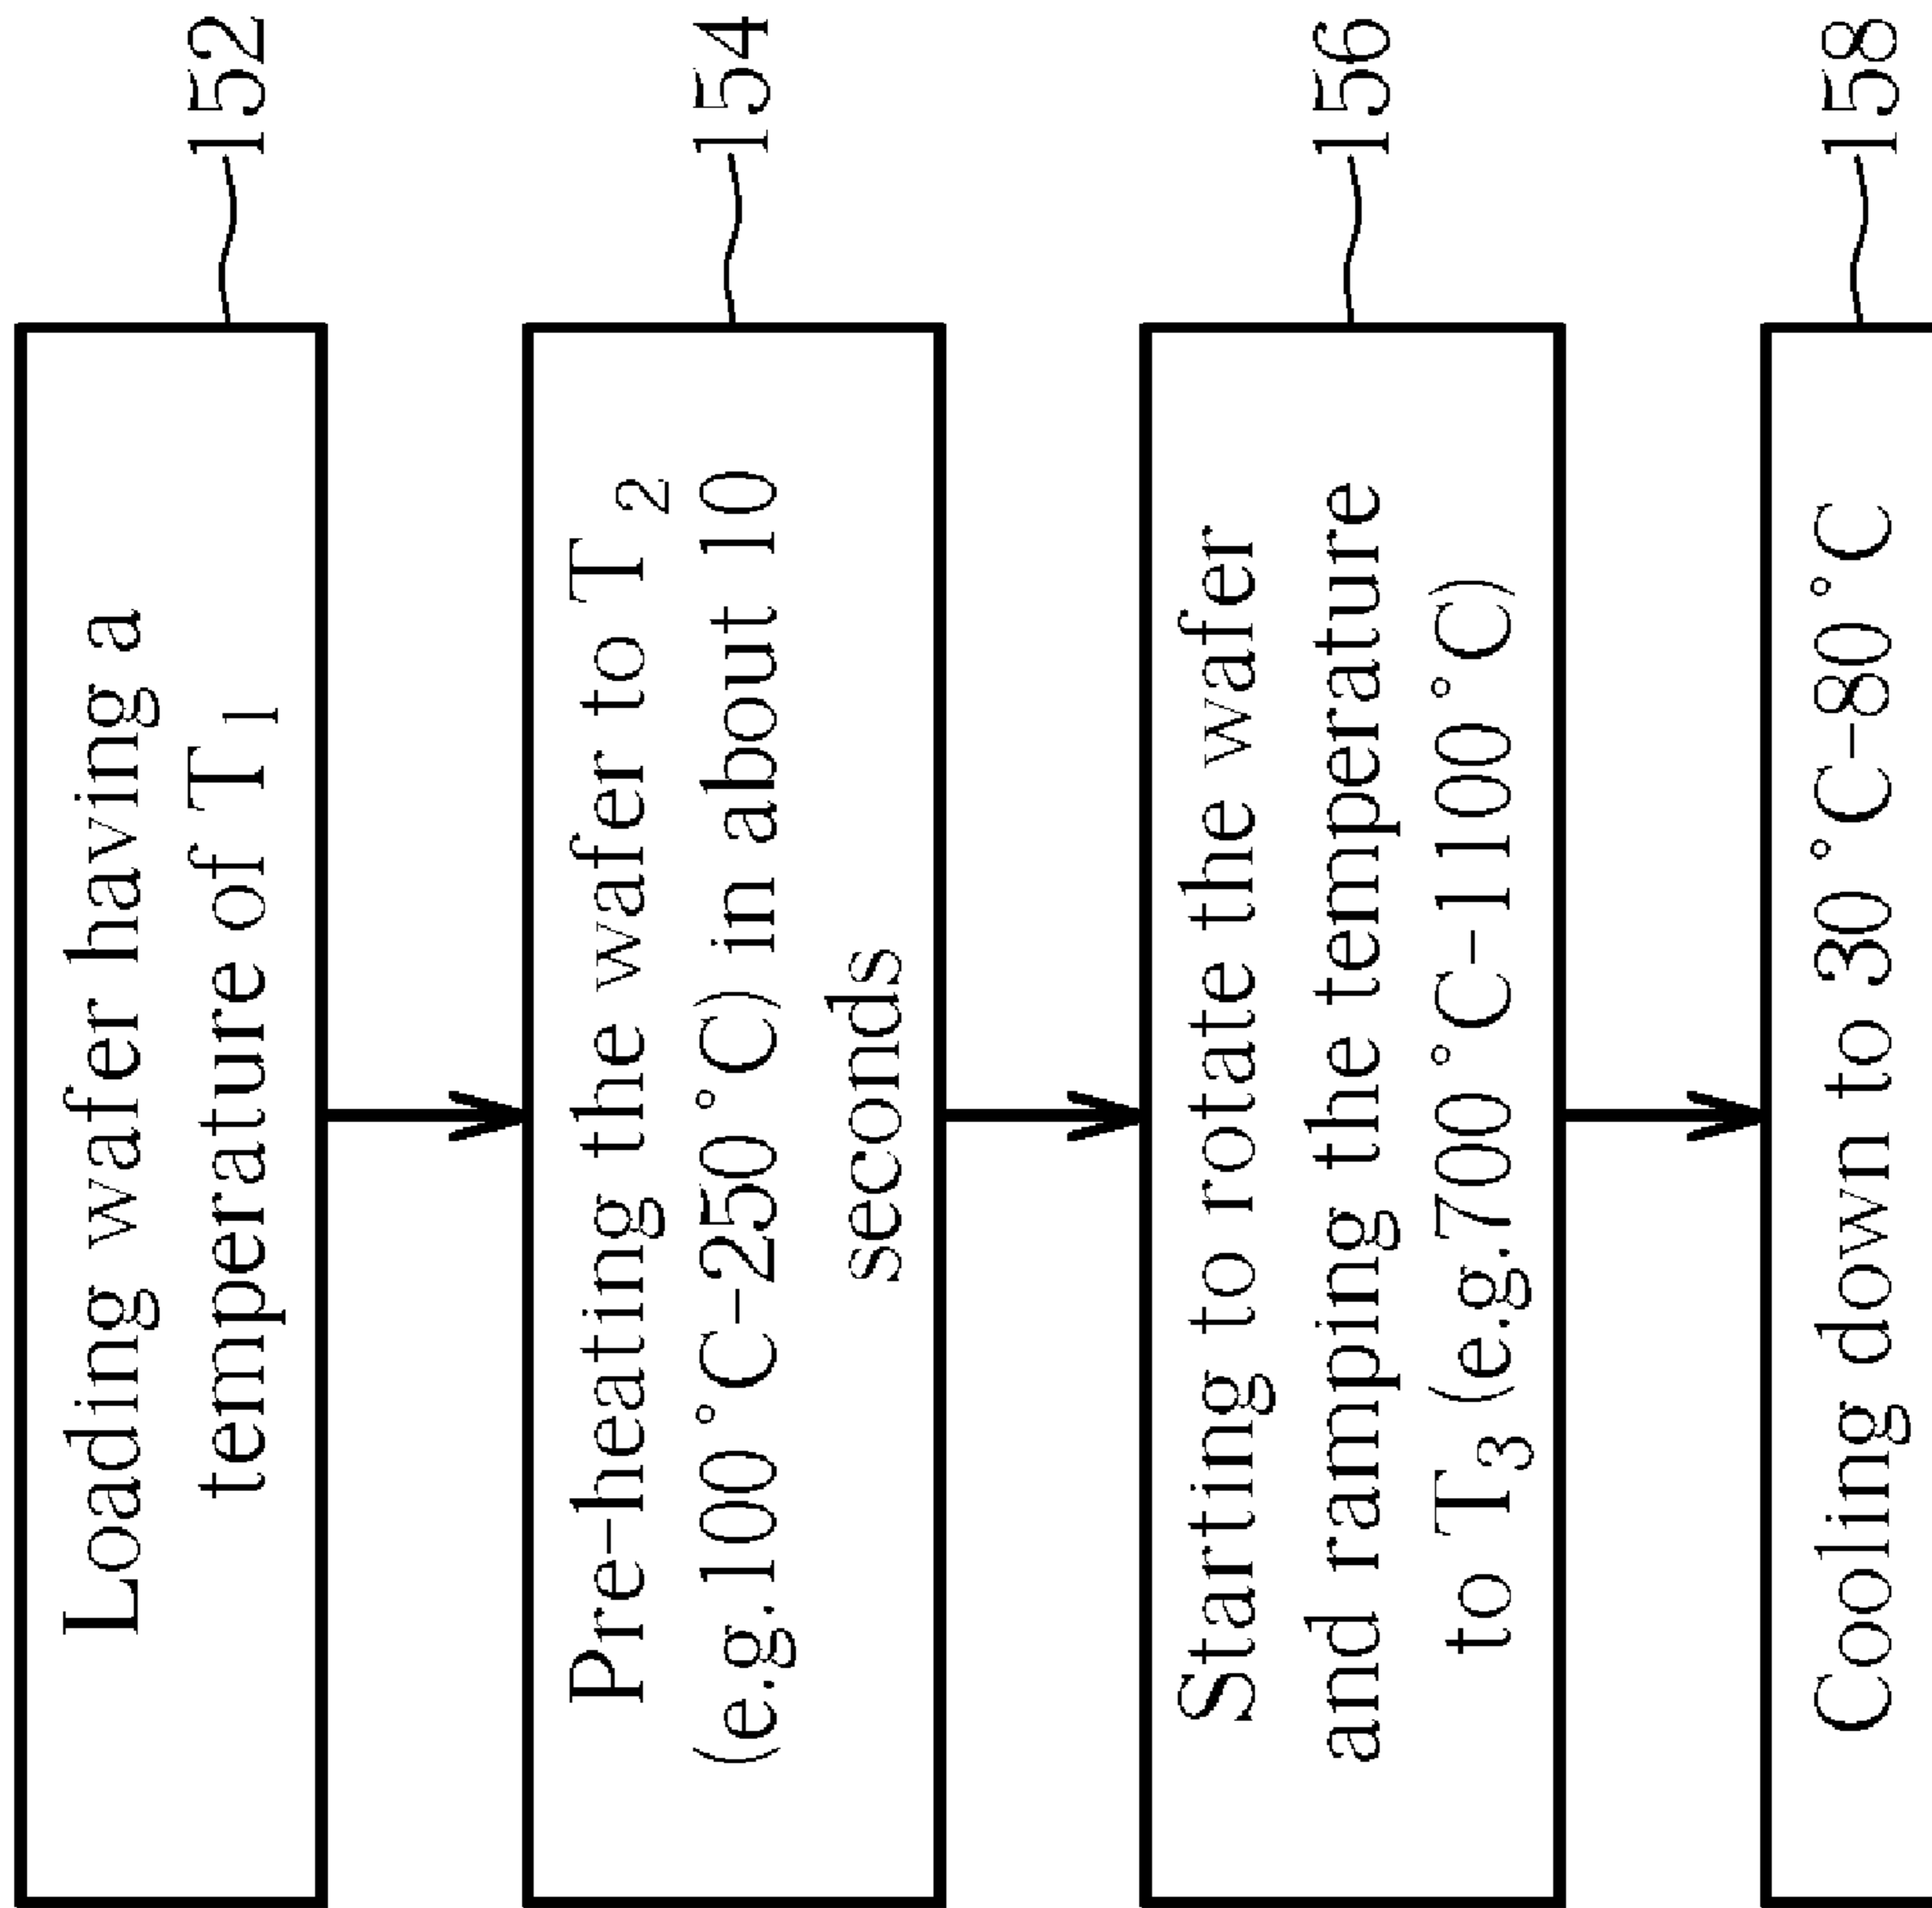 Loading wafer having a
temperature of T1
152
Pre-heating the wafer to T2
(e.g.100°C-250°C) in about 10
seconds
154
Starting to rotate the wafer
and ramping the temperature
to T3 (e.g.700°C-1100°C)
156
Cooling down to 30°C-80°C
158